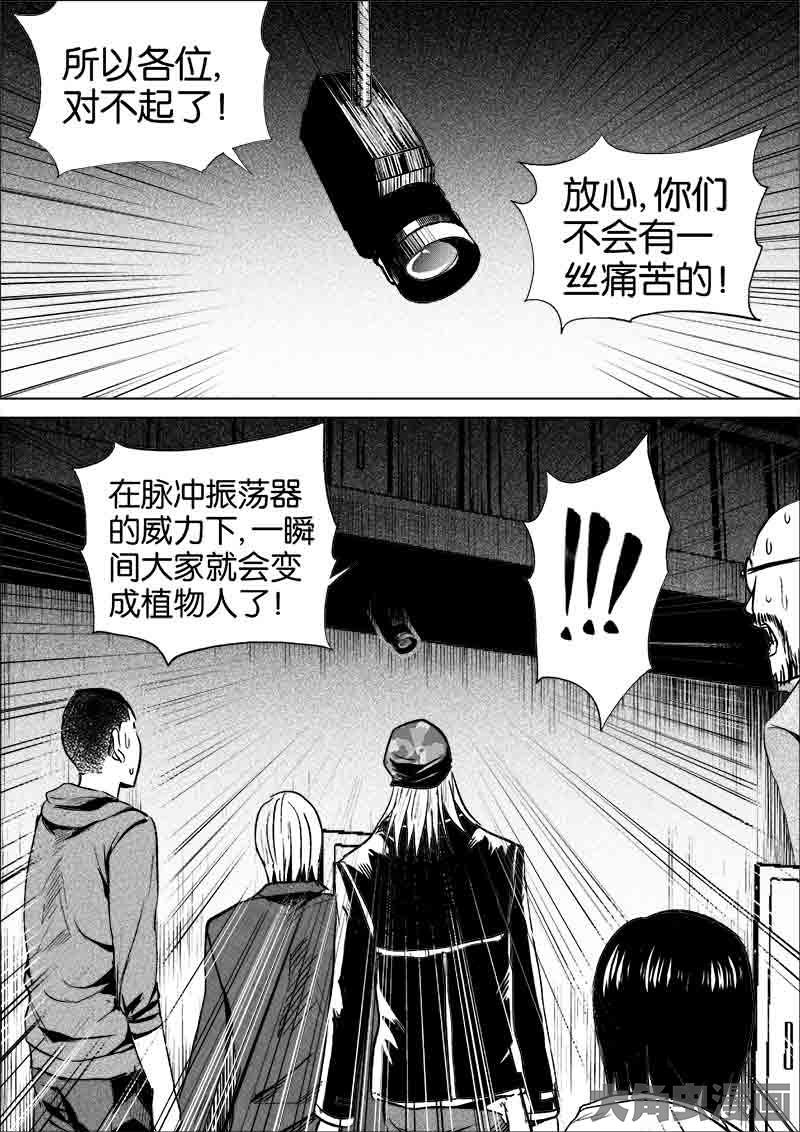 所以各位，
对不起了！
放心，你们
不会有一
丝痛苦的！
在脉冲振荡器
的威力下，一瞬
间大家就会变
成植物人了！
！！！
大角虫漫画